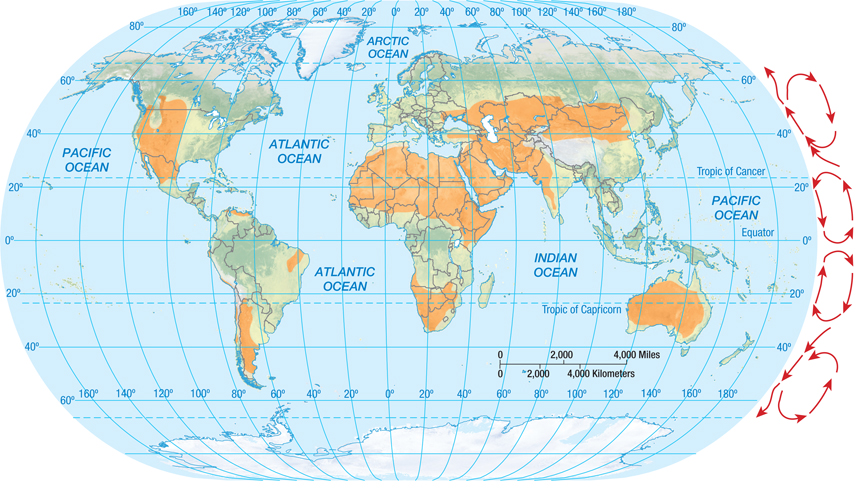 160° 120° 100° 80° 60° 40° 20° 0° 20° 40° 60° 80° 100° 120° 160°
80°
80°
ARCTIC
OCEAN
60°
60°
40°
40°
PACIFIC
OCEAN
ATLANTIC
OCEAN
Tropic of Cancer
20°
20°
PACIFIC
OCEAN
Equator
0°
0°
ATLANTIC
OCEAN
INDIAN
OCEAN
20°
20°
Tropic of Capricorn
40°
40°
0 2,000 4,000 Miles
0 2,000 4,000 Kilometers
160° 140° 120° 100° 80° 60° 40° 20° 0° 20° 40° 60° 80° 100° 120° 140° 180°
60°
60°